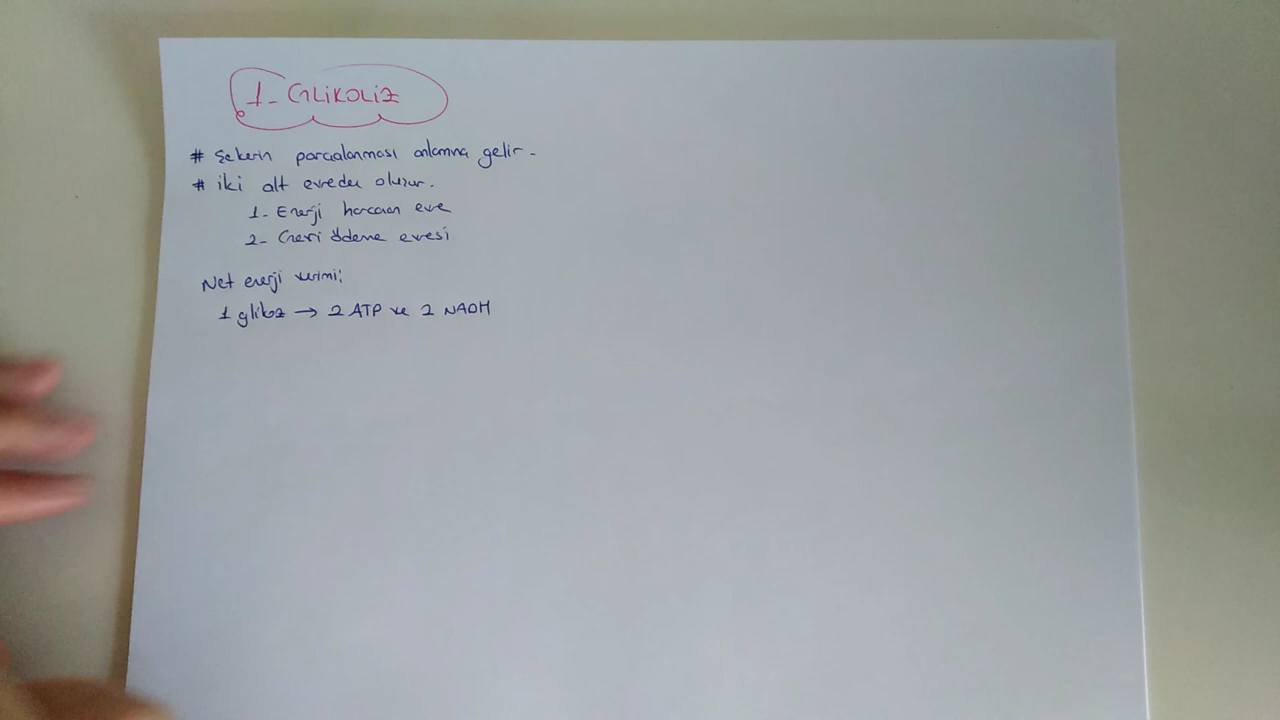 1- GLİKOLİZ
# Şekerin parçalanması anlamına gelir.
# iki alt evreden oluşur.
1- Enerji harcanan evre
2- Geri ödeme evresi
Net enerji verimi;
1 glikoz → 2 ATP ve 2 NADH